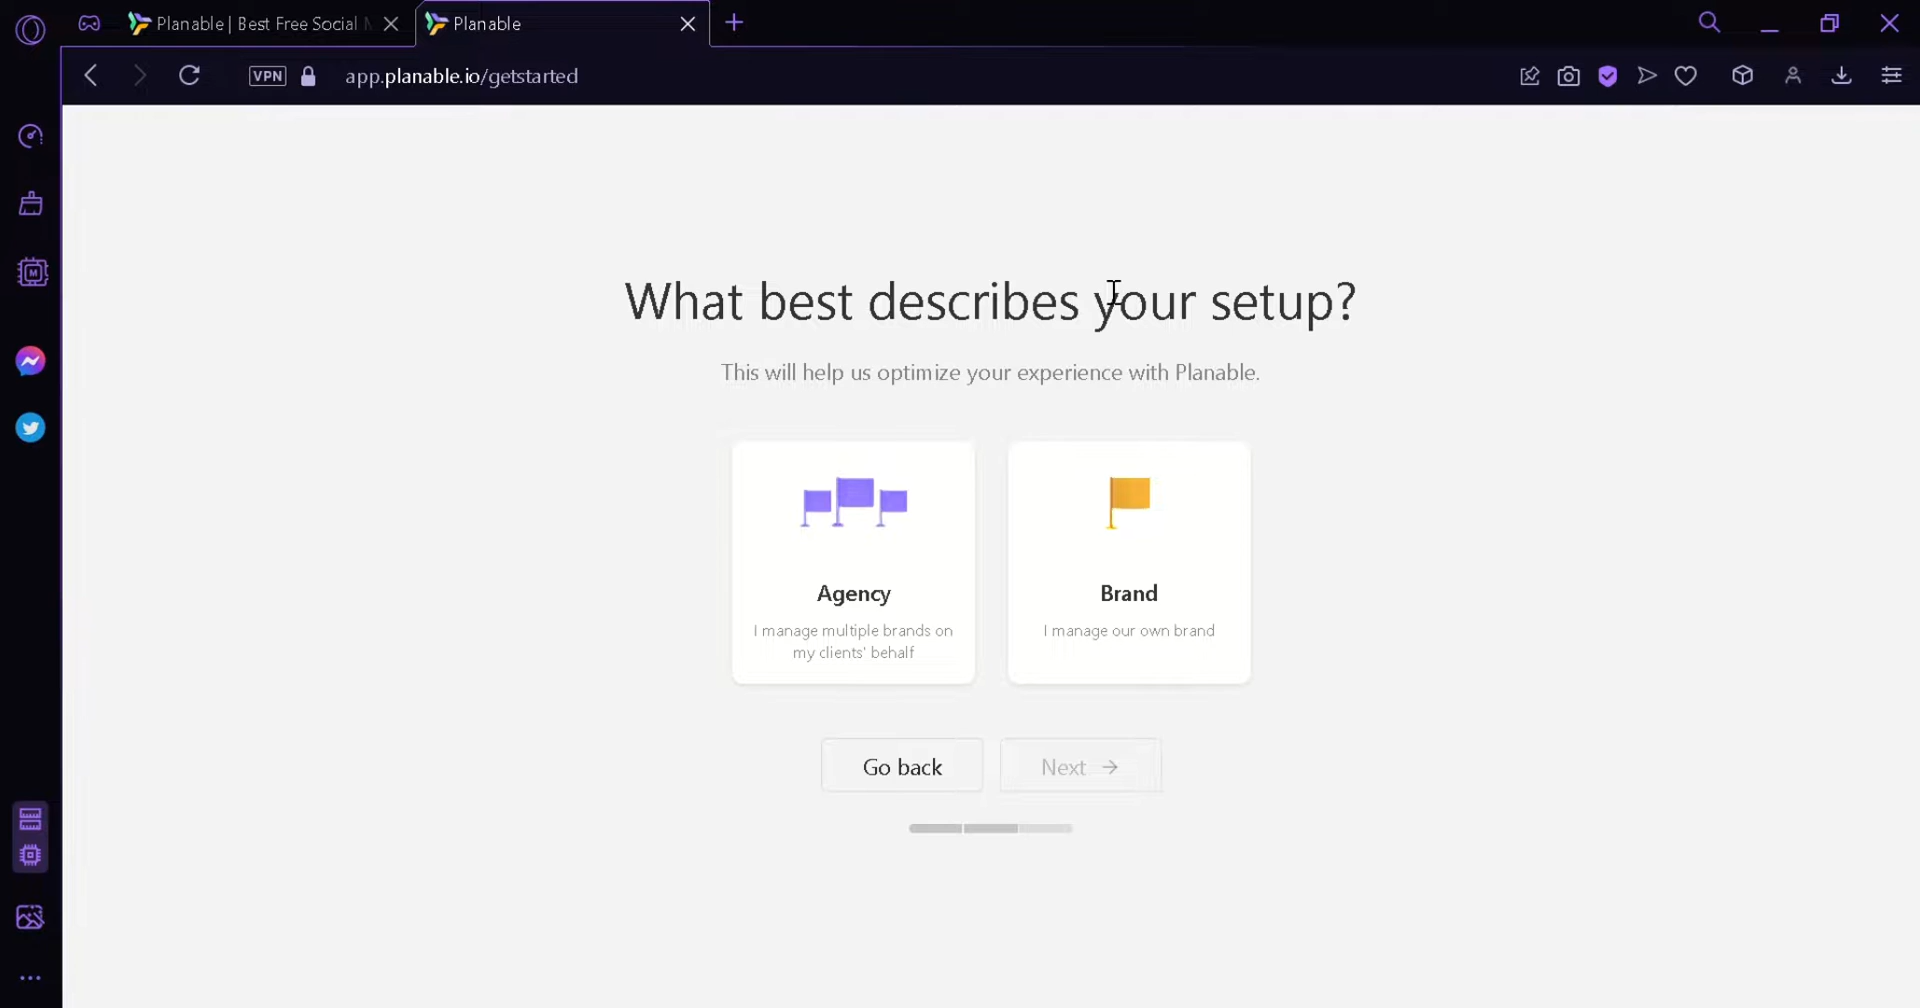 Planable | Best Free Social
Planable
VPN
app.planable.io/getstarted
M
What best describes your setup?
This will help us optimize your experience with Planable.
Agency
I manage multiple brands on
my clients' behalf
Brand
I manage our own brand
Go back
Next